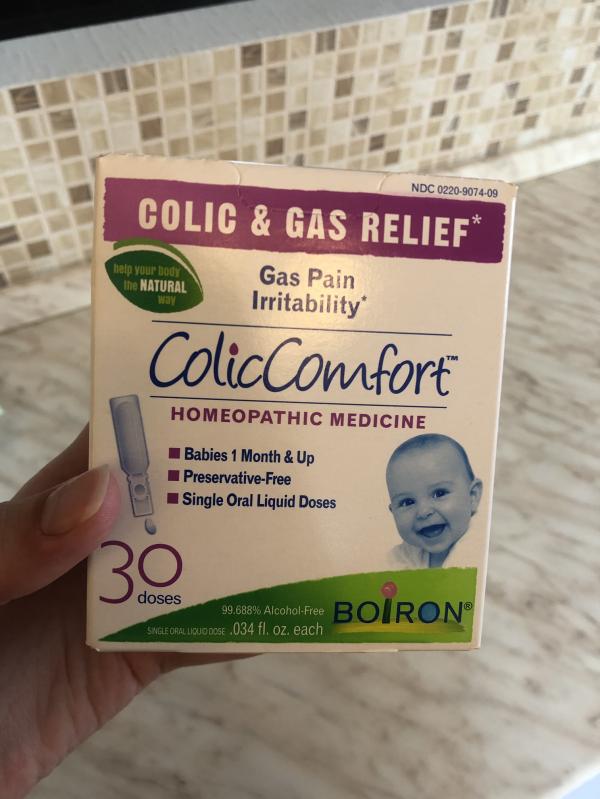 NDC 0220-9074-09
COLIC & GAS RELIEF*
help your body
the NATURAL
way
Gas Pain
Irritability*
ColicComfort™
HOMEOPATHIC MEDICINE
Babies 1 Month & Up
Preservative-Free
Single Oral Liquid Doses
30
doses
99.688% Alcohol-Free
SINGLE ORAL LIQUID DOSE .034 fl. oz. each
BOIRON®